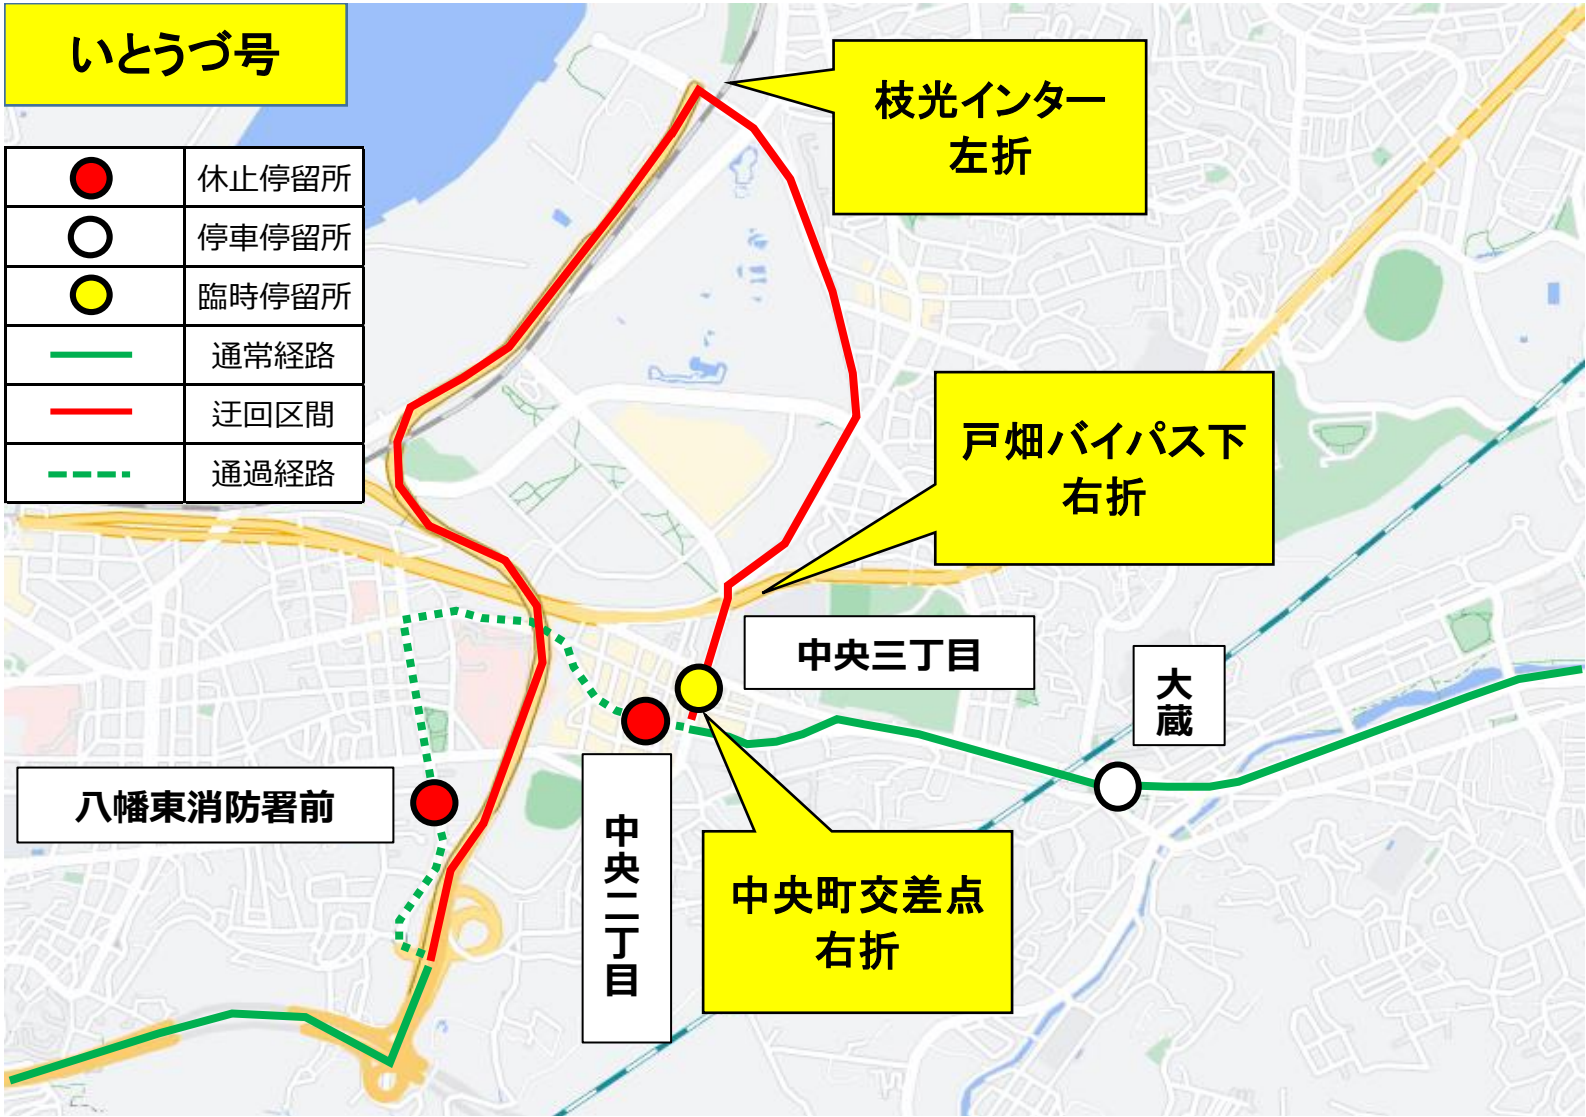 いとうづ号
休止停留所
停車停留所
臨時停留所
通常経路
迂回区間
通過経路
枝光インター
左折
戸畑バイパス下
右折
中央三丁目
大蔵
八幡東消防署前
中央二丁目
中央町交差点
右折